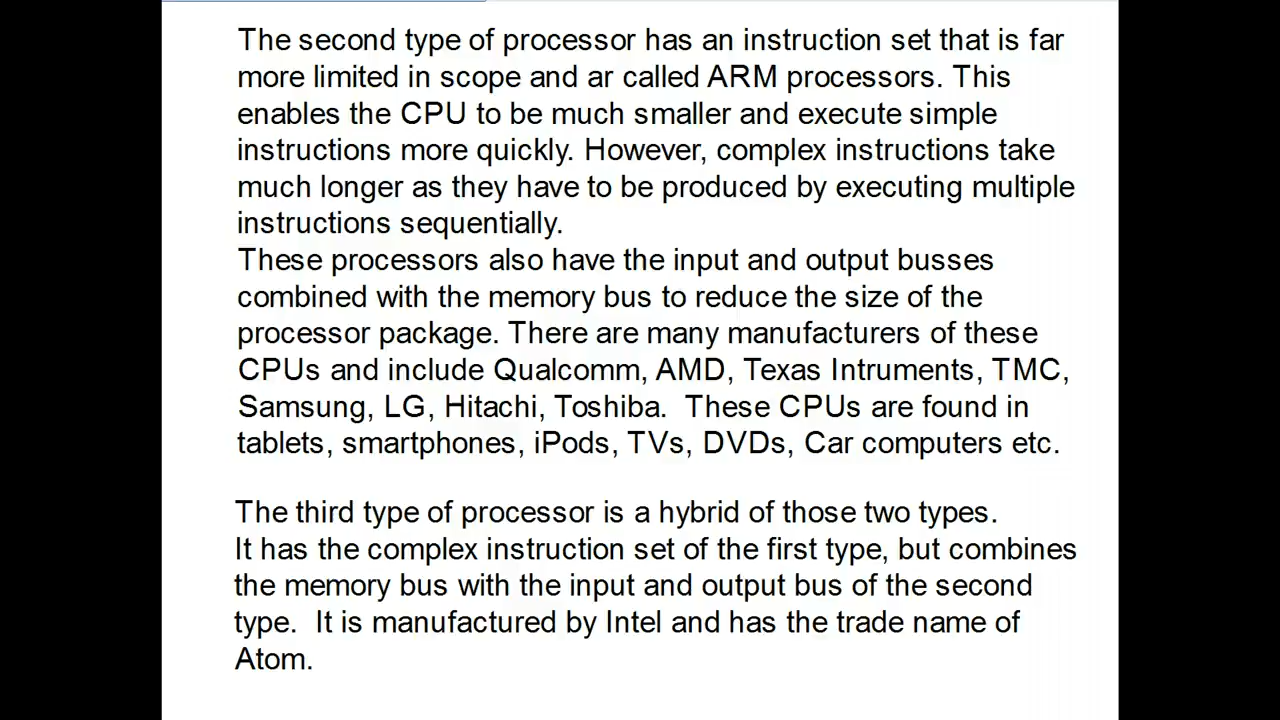 The second type of processor has an instruction set that is far
more limited in scope and ar called ARM processors. This
enables the CPU to be much smaller and execute simple
instructions more quickly. However, complex instructions take
much longer as they have to be produced by executing multiple
instructions sequentially.
These processors also have the input and output busses
combined with the memory bus to reduce the size of the
processor package. There are many manufacturers of these
CPUs and include Qualcomm, AMD, Texas Intruments, TMC,
Samsung, LG, Hitachi, Toshiba.  These CPUs are found in
tablets, smartphones, iPods, TVs, DVDs, Car computers etc.
The third type of processor is a hybrid of those two types.
It has the complex instruction set of the first type, but combines
the memory bus with the input and output bus of the second
type.  It is manufactured by Intel and has the trade name of
Atom.